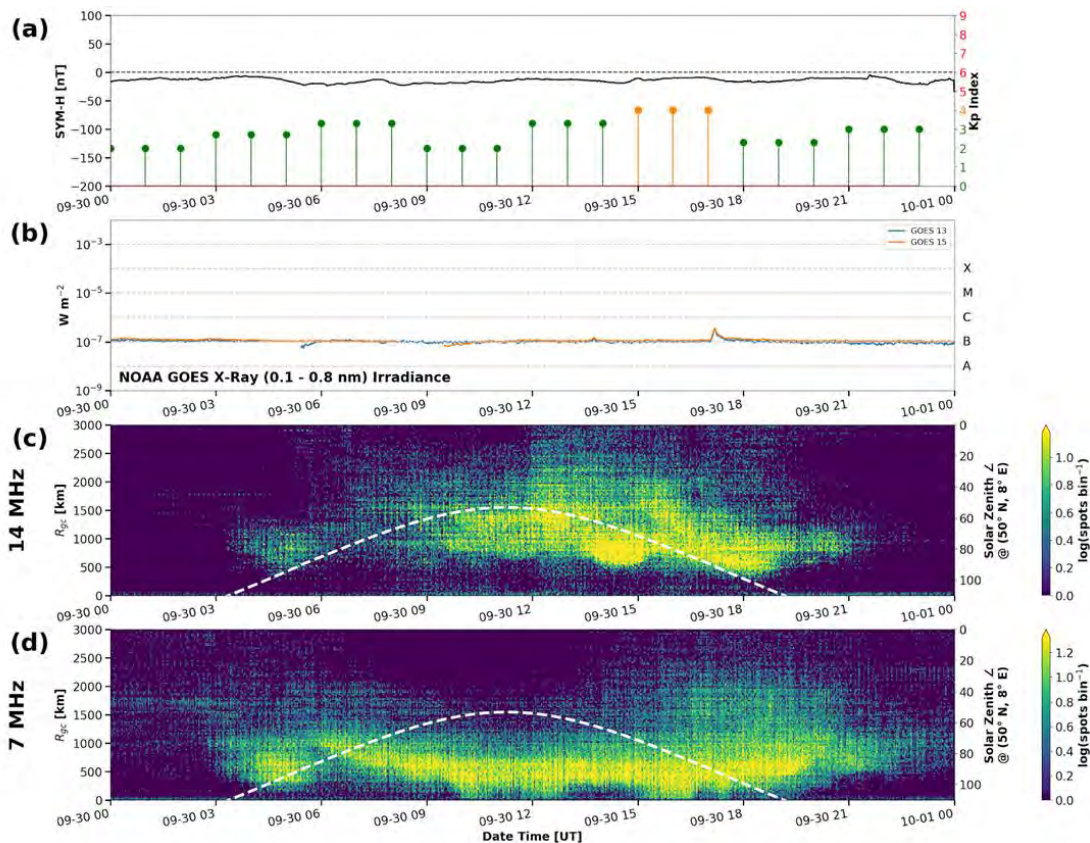 (a)
SYM-H [nT]
100
50
0
−50
−100
−150
−200
9
8
7
6
5
4
3
2
1
0
Kp Index
09-30 00 09-30 03 09-30 06 09-30 09 09-30 12 09-30 15 09-30 18 09-30 21 10-01 00
(b)
W m⁻²
10⁻³
10⁻⁵
10⁻⁷
10⁻⁹
GOES 13
GOES 15
X
M
C
B
A
NOAA GOES X-Ray (0.1 - 0.8 nm) Irradiance
09-30 00 09-30 03 09-30 06 09-30 09 09-30 12 09-30 15 09-30 18 09-30 21 10-01 00
(c)
14 MHz
R_gc [km]
3000
2500
2000
1500
1000
500
0
0
20
40
60
80
100
Solar Zenith ∠
@ (50° N, 8° E)
1.0
0.8
0.6
0.4
0.2
0.0
log(spots bin⁻¹)
09-30 00 09-30 03 09-30 06 09-30 09 09-30 12 09-30 15 09-30 18 09-30 21 10-01 00
(d)
7 MHz
R_gc [km]
3000
2500
2000
1500
1000
500
0
0
20
40
60
80
100
Solar Zenith ∠
@ (50° N, 8° E)
1.2
1.0
0.8
0.6
0.4
0.2
0.0
log(spots bin⁻¹)
09-30 00 09-30 03 09-30 06 09-30 09 09-30 12 09-30 15 09-30 18 09-30 21 10-01 00
Date Time [UT]